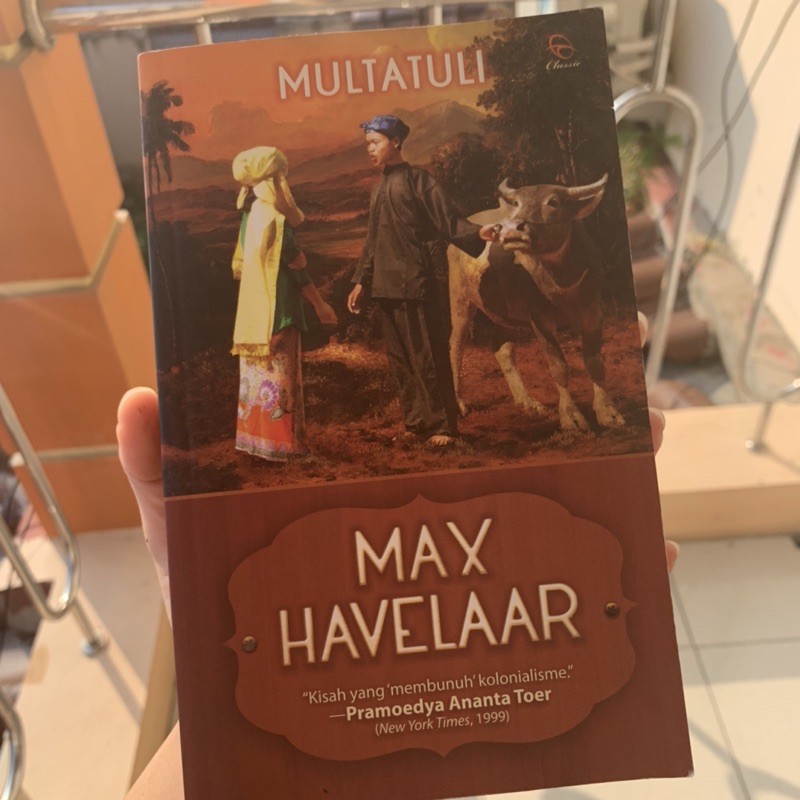 MULTATULI
Classic
MAX
HAVELAAR
“Kisah yang ‘membunuh’ kolonialisme.”
—Pramoedya Ananta Toer
(New York Times, 1999)